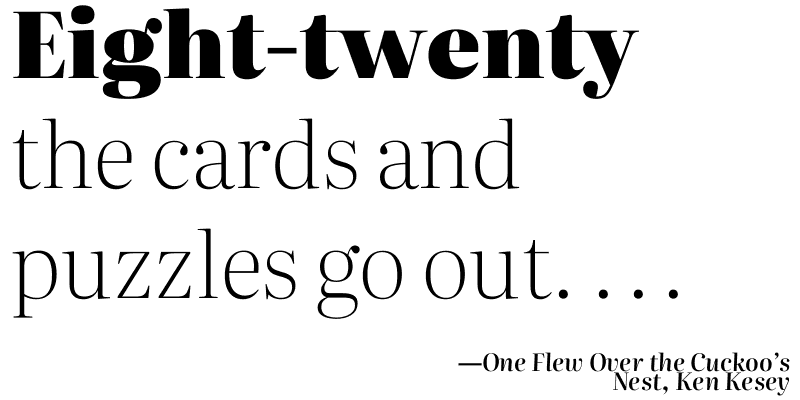 Eight-twenty
the cards and
puzzles go out. . . .
—One Flew Over the Cuckoo’s
Nest, Ken Kesey